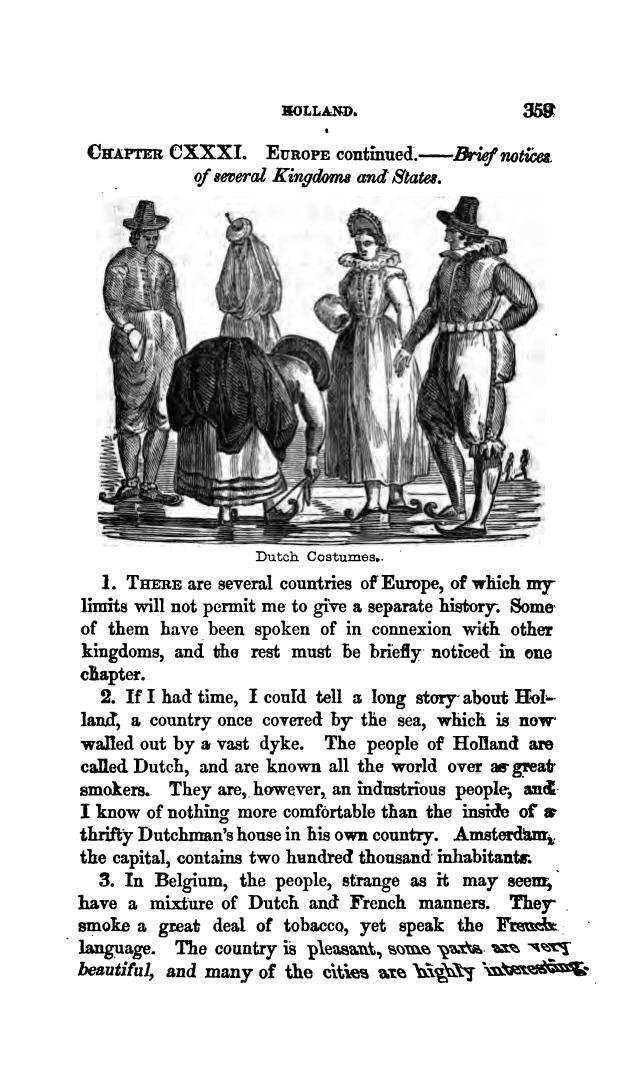 HOLLAND. 359
CHAPTER CXXXI. EUROPE continued.——Brief notices
of several Kingdoms and States.
Dutch Costumes.
1. THERE are several countries of Europe, of which my
limits will not permit me to give a separate history. Some
of them have been spoken of in connexion with other
kingdoms, and the rest must be briefly noticed in one
chapter.
2. If I had time, I could tell a long story about Hol-
land, a country once covered by the sea, which is now
walled out by a vast dyke. The people of Holland are
called Dutch, and are known all the world over as great
smokers. They are, however, an industrious people, and
I know of nothing more comfortable than the inside of a
thrifty Dutchman's house in his own country. Amsterdam,
the capital, contains two hundred thousand inhabitants.
3. In Belgium, the people, strange as it may seem,
have a mixture of Dutch and French manners. They
smoke a great deal of tobacco, yet speak the French
language. The country is pleasant, some parts are very
beautiful, and many of the cities are highly interesting.